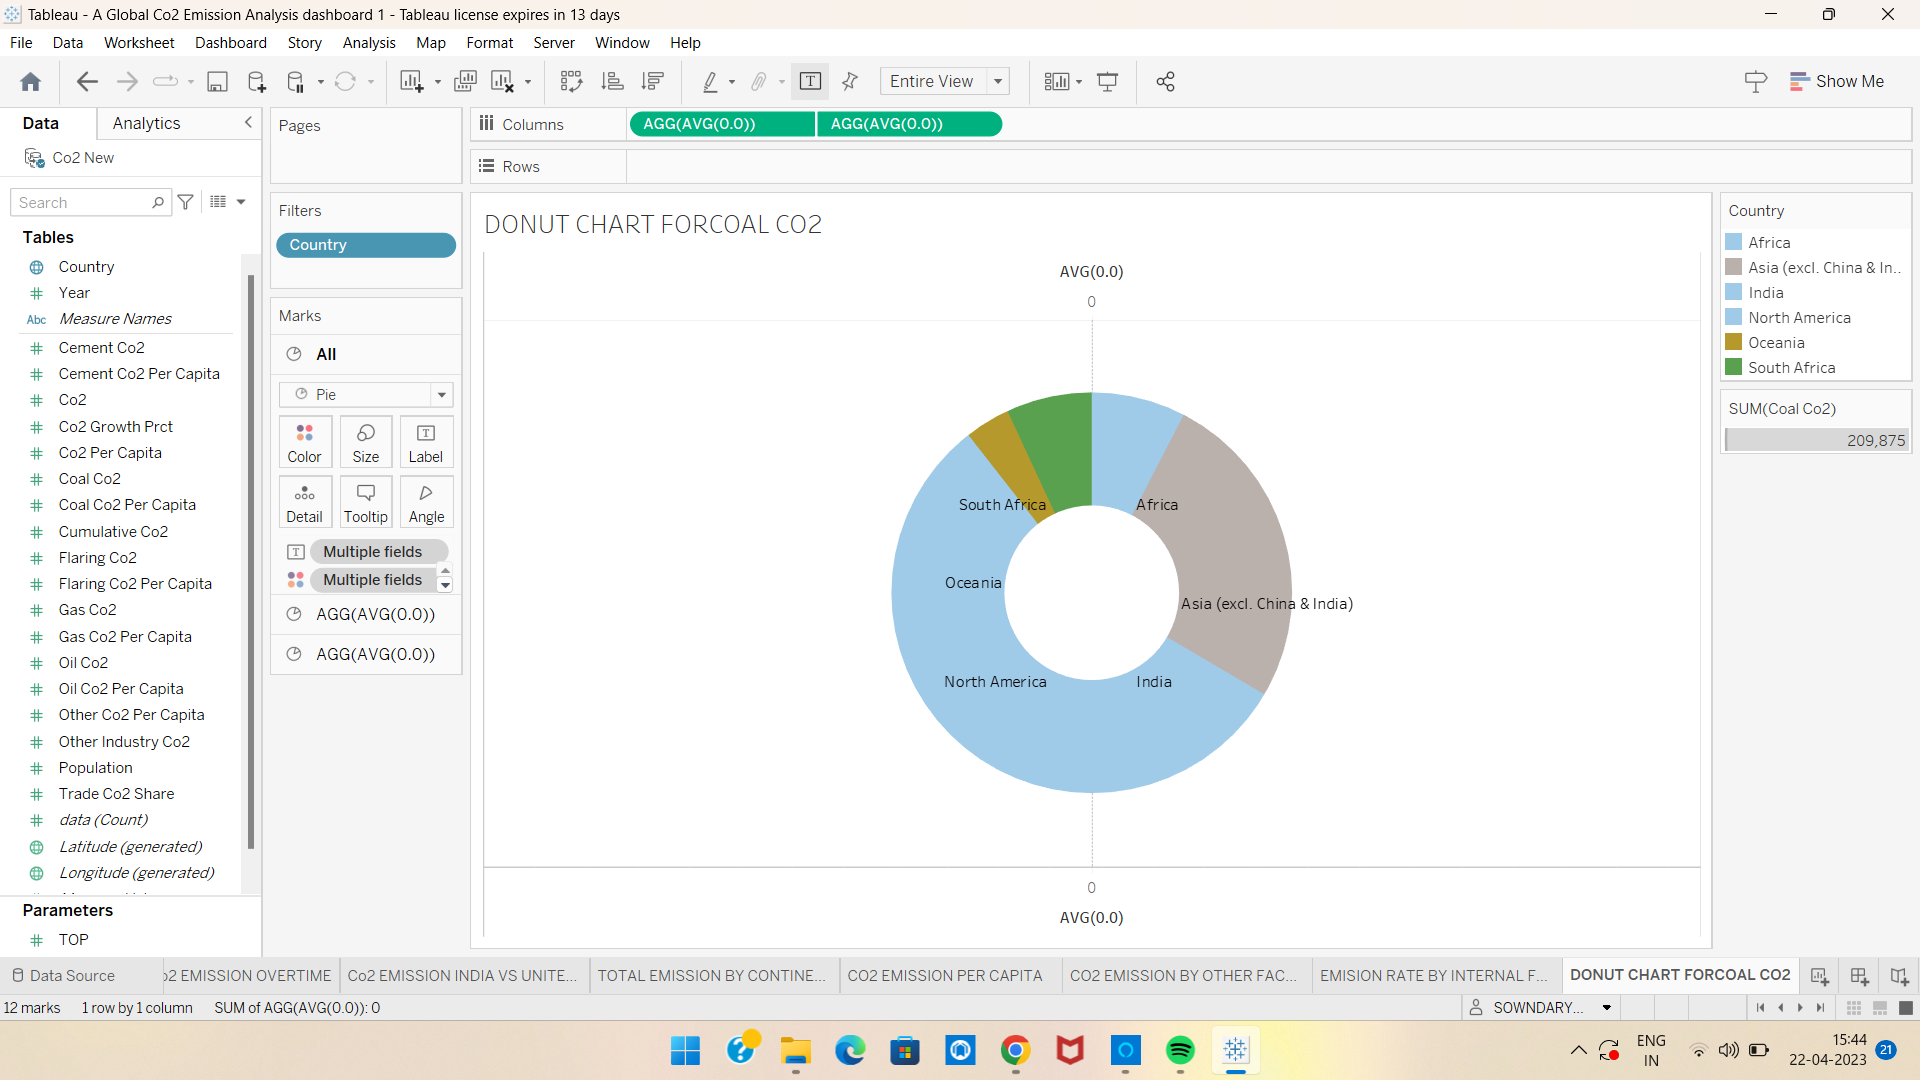 Tableau - A Global Co2 Emission Analysis dashboard 1 - Tableau license expires in 13 days
File Data Worksheet Dashboard Story Analysis Map Format Server Window Help
Entire View
Show Me
Data Analytics
Co2 New
Search
Tables
Country
Year
Abc Measure Names
Cement Co2
Cement Co2 Per Capita
Co2
Co2 Growth Prct
Co2 Per Capita
Coal Co2
Coal Co2 Per Capita
Cumulative Co2
Flaring Co2
Flaring Co2 Per Capita
Gas Co2
Gas Co2 Per Capita
Oil Co2
Oil Co2 Per Capita
Other Co2 Per Capita
Other Industry Co2
Population
Trade Co2 Share
data (Count)
Latitude (generated)
Longitude (generated)
Parameters
TOP
Pages
Filters
Country
Marks
All
Pie
Color Size Label
Detail Tooltip Angle
Multiple fields
Multiple fields
AGG(AVG(0.0))
AGG(AVG(0.0))
Columns AGG(AVG(0.0)) AGG(AVG(0.0))
Rows
DONUT CHART FORCOAL CO2
AVG(0.0)
0
South Africa Africa
Oceania
Asia (excl. China & India)
North America India
0
AVG(0.0)
Country
Africa
Asia (excl. China & In..
India
North America
Oceania
South Africa
SUM(Coal Co2)
209,875
Data Source o2 EMISSION OVERTIME Co2 EMISSION INDIA VS UNITE... TOTAL EMISSION BY CONTINE... CO2 EMISSION PER CAPITA CO2 EMISSION BY OTHER FAC... EMISION RATE BY INTERNAL F... DONUT CHART FORCOAL CO2
12 marks 1 row by 1 column SUM of AGG(AVG(0.0)): 0 SOWNDARY...
ENG
IN
15:44
22-04-2023
21